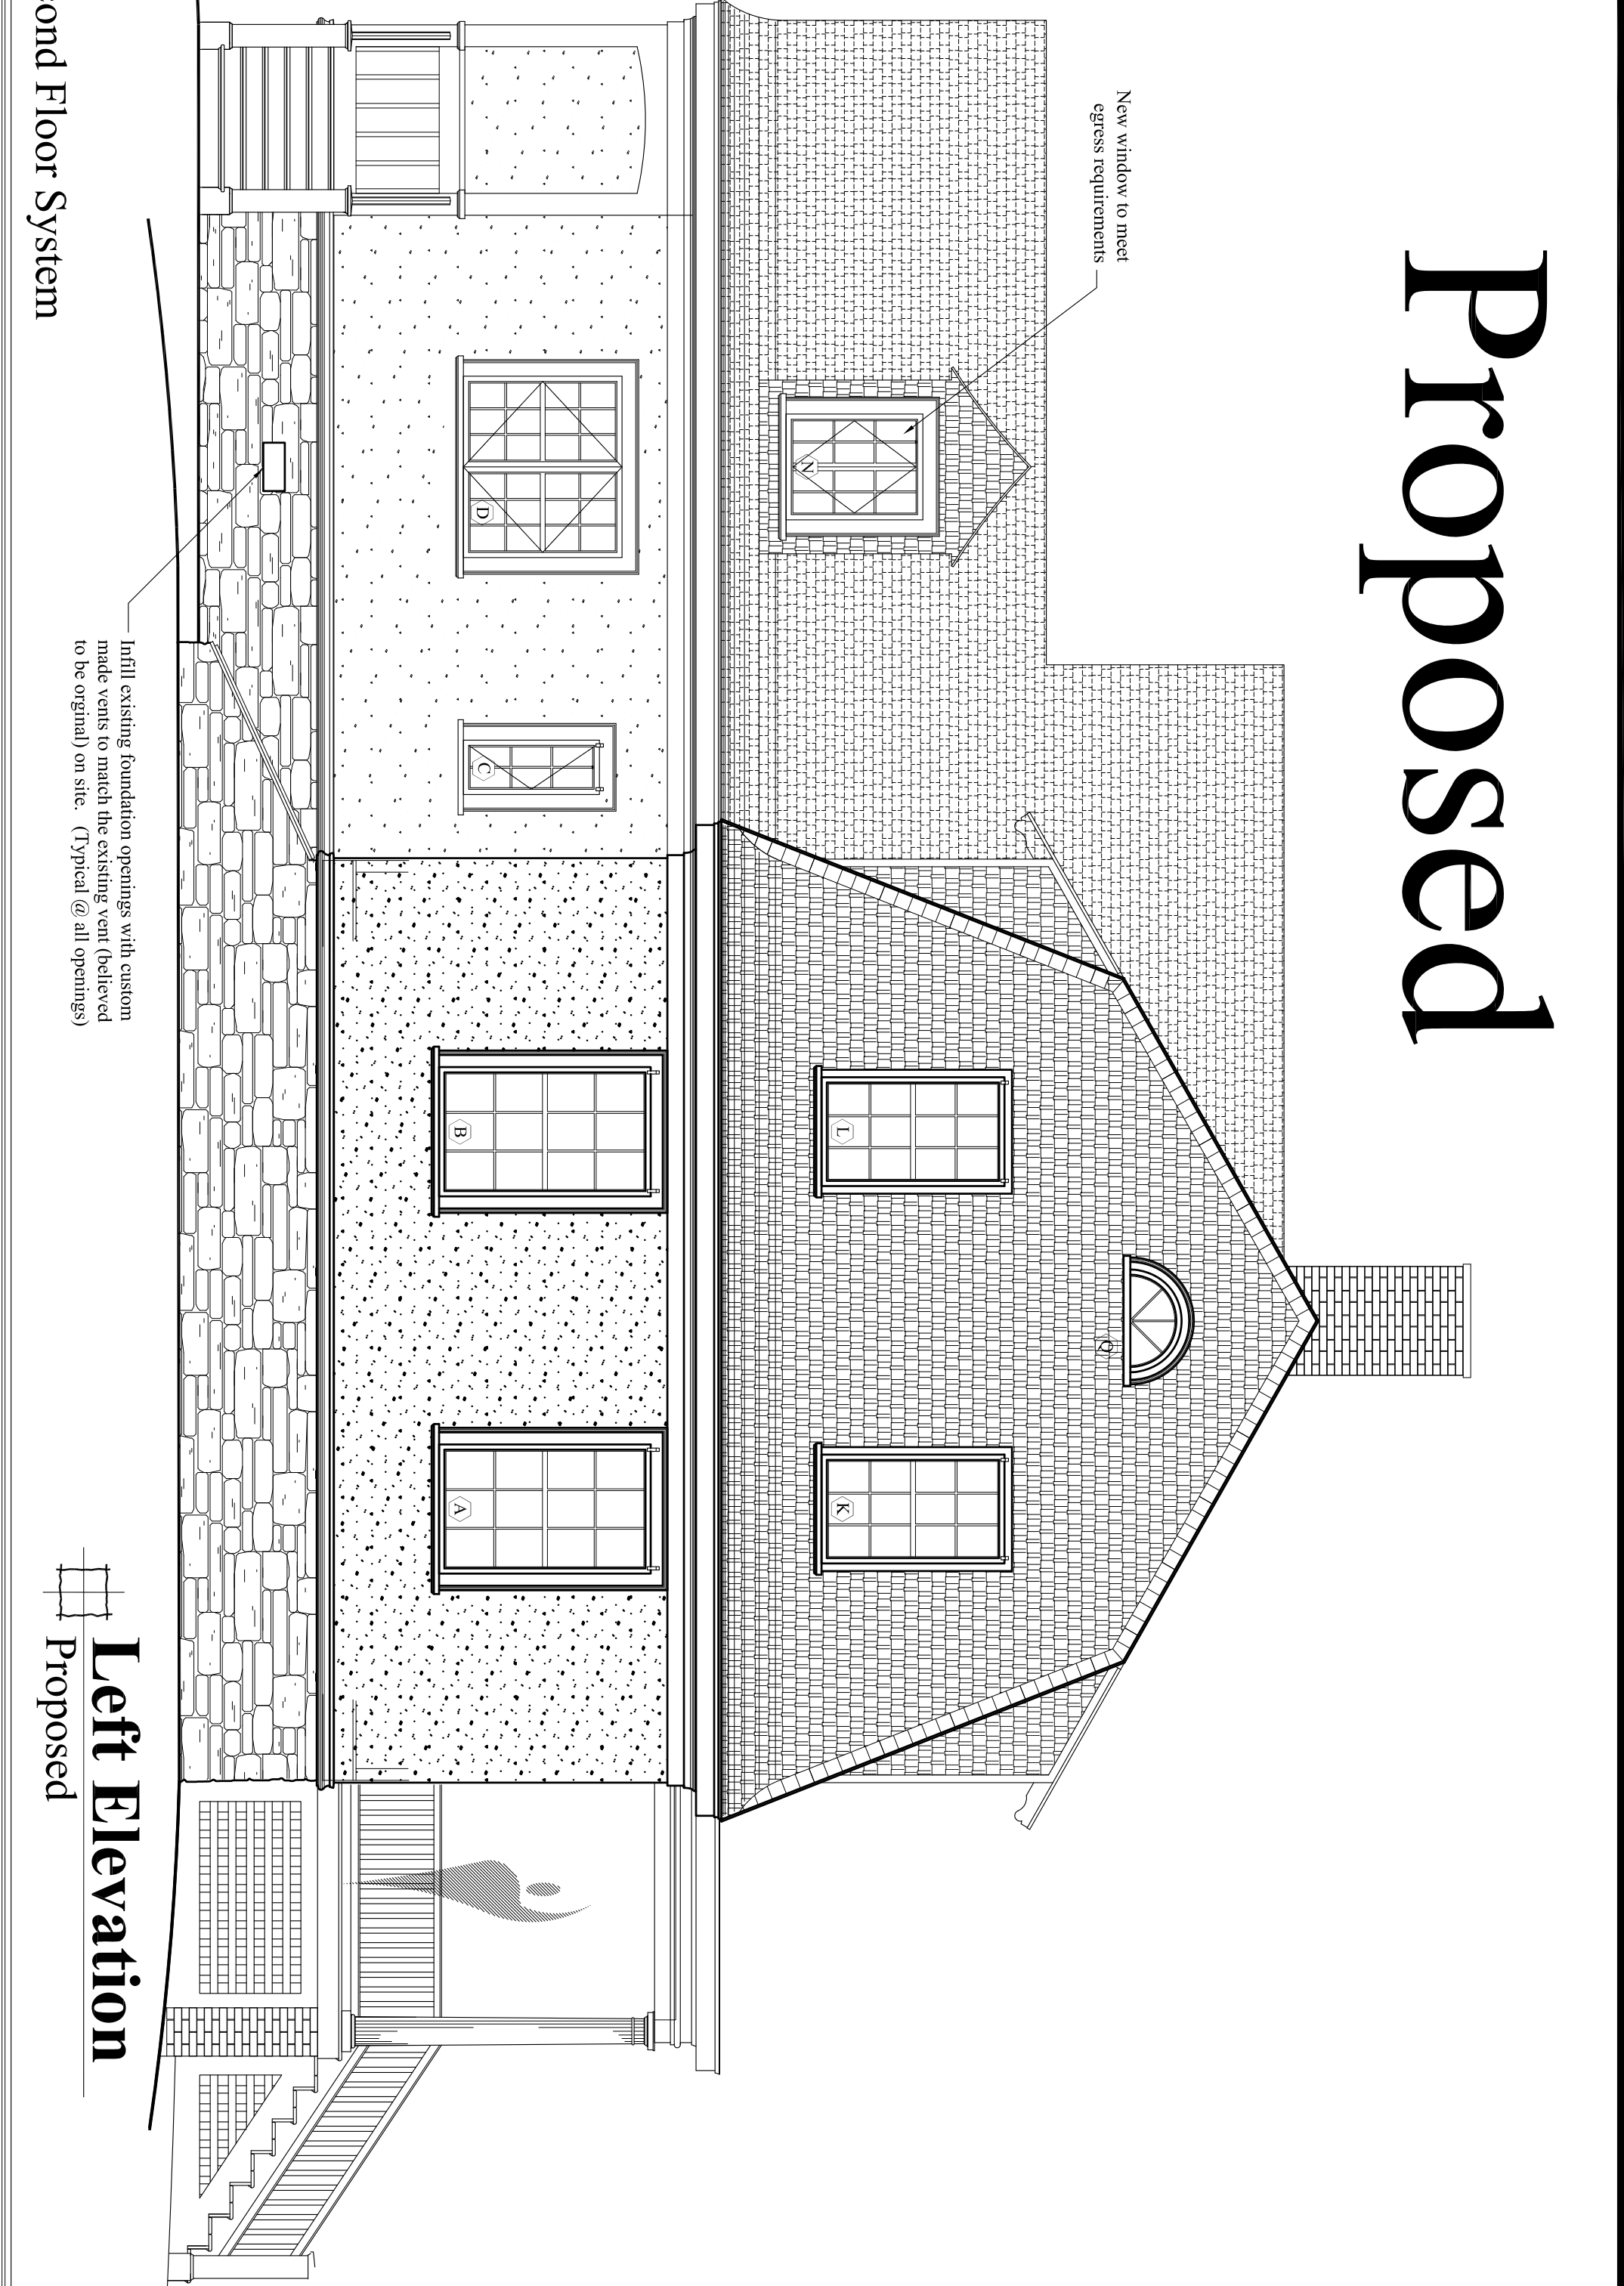 Proposed
New window to meet
egress requirements
N
L
Q
K
D
C
B
A
Infill existing foundation openings with custom
made vents to match the existing vent (believed
to be orginal) on site. (Typical @ all openings)
Left Elevation
Proposed
ond Floor System